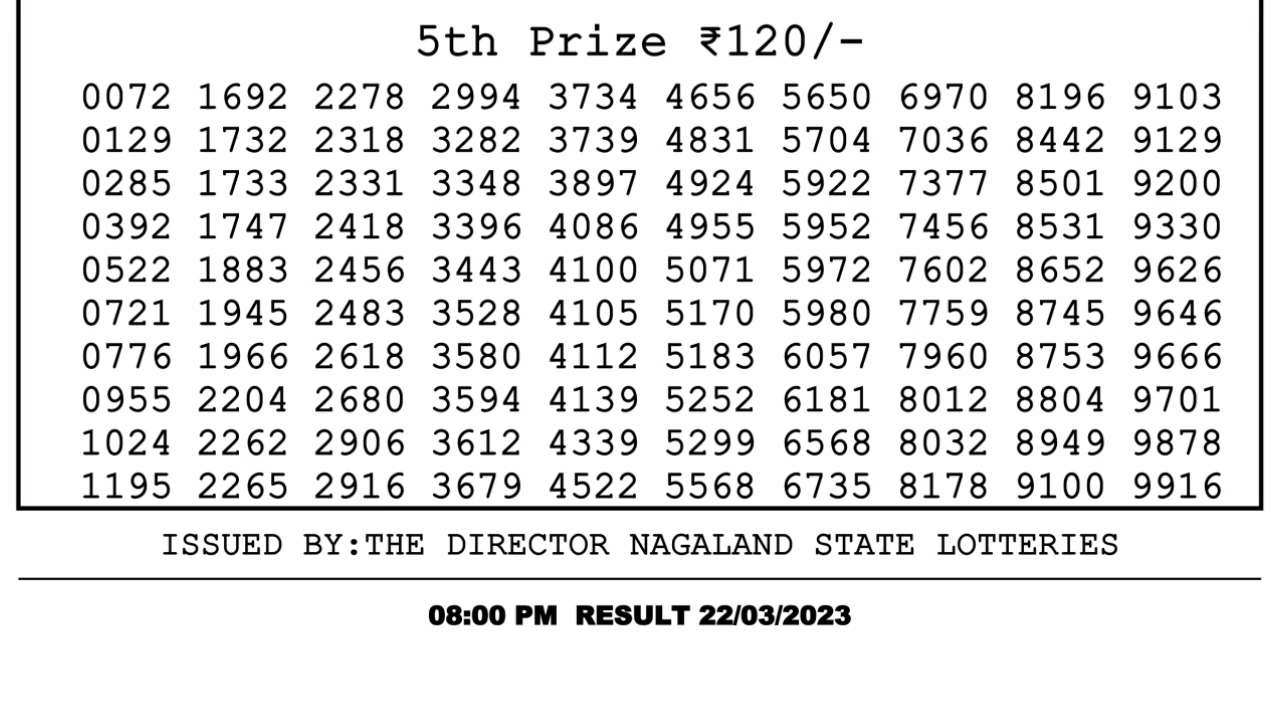 5th Prize ₹120/-
0072 1692 2278 2994 3734 4656 5650 6970 8196 9103
0129 1732 2318 3282 3739 4831 5704 7036 8442 9129
0285 1733 2331 3348 3897 4924 5922 7377 8501 9200
0392 1747 2418 3396 4086 4955 5952 7456 8531 9330
0522 1883 2456 3443 4100 5071 5972 7602 8652 9626
0721 1945 2483 3528 4105 5170 5980 7759 8745 9646
0776 1966 2618 3580 4112 5183 6057 7960 8753 9666
0955 2204 2680 3594 4139 5252 6181 8012 8804 9701
1024 2262 2906 3612 4339 5299 6568 8032 8949 9878
1195 2265 2916 3679 4522 5568 6735 8178 9100 9916
ISSUED BY:THE DIRECTOR NAGALAND STATE LOTTERIES
08:00 PM RESULT 22/03/2023